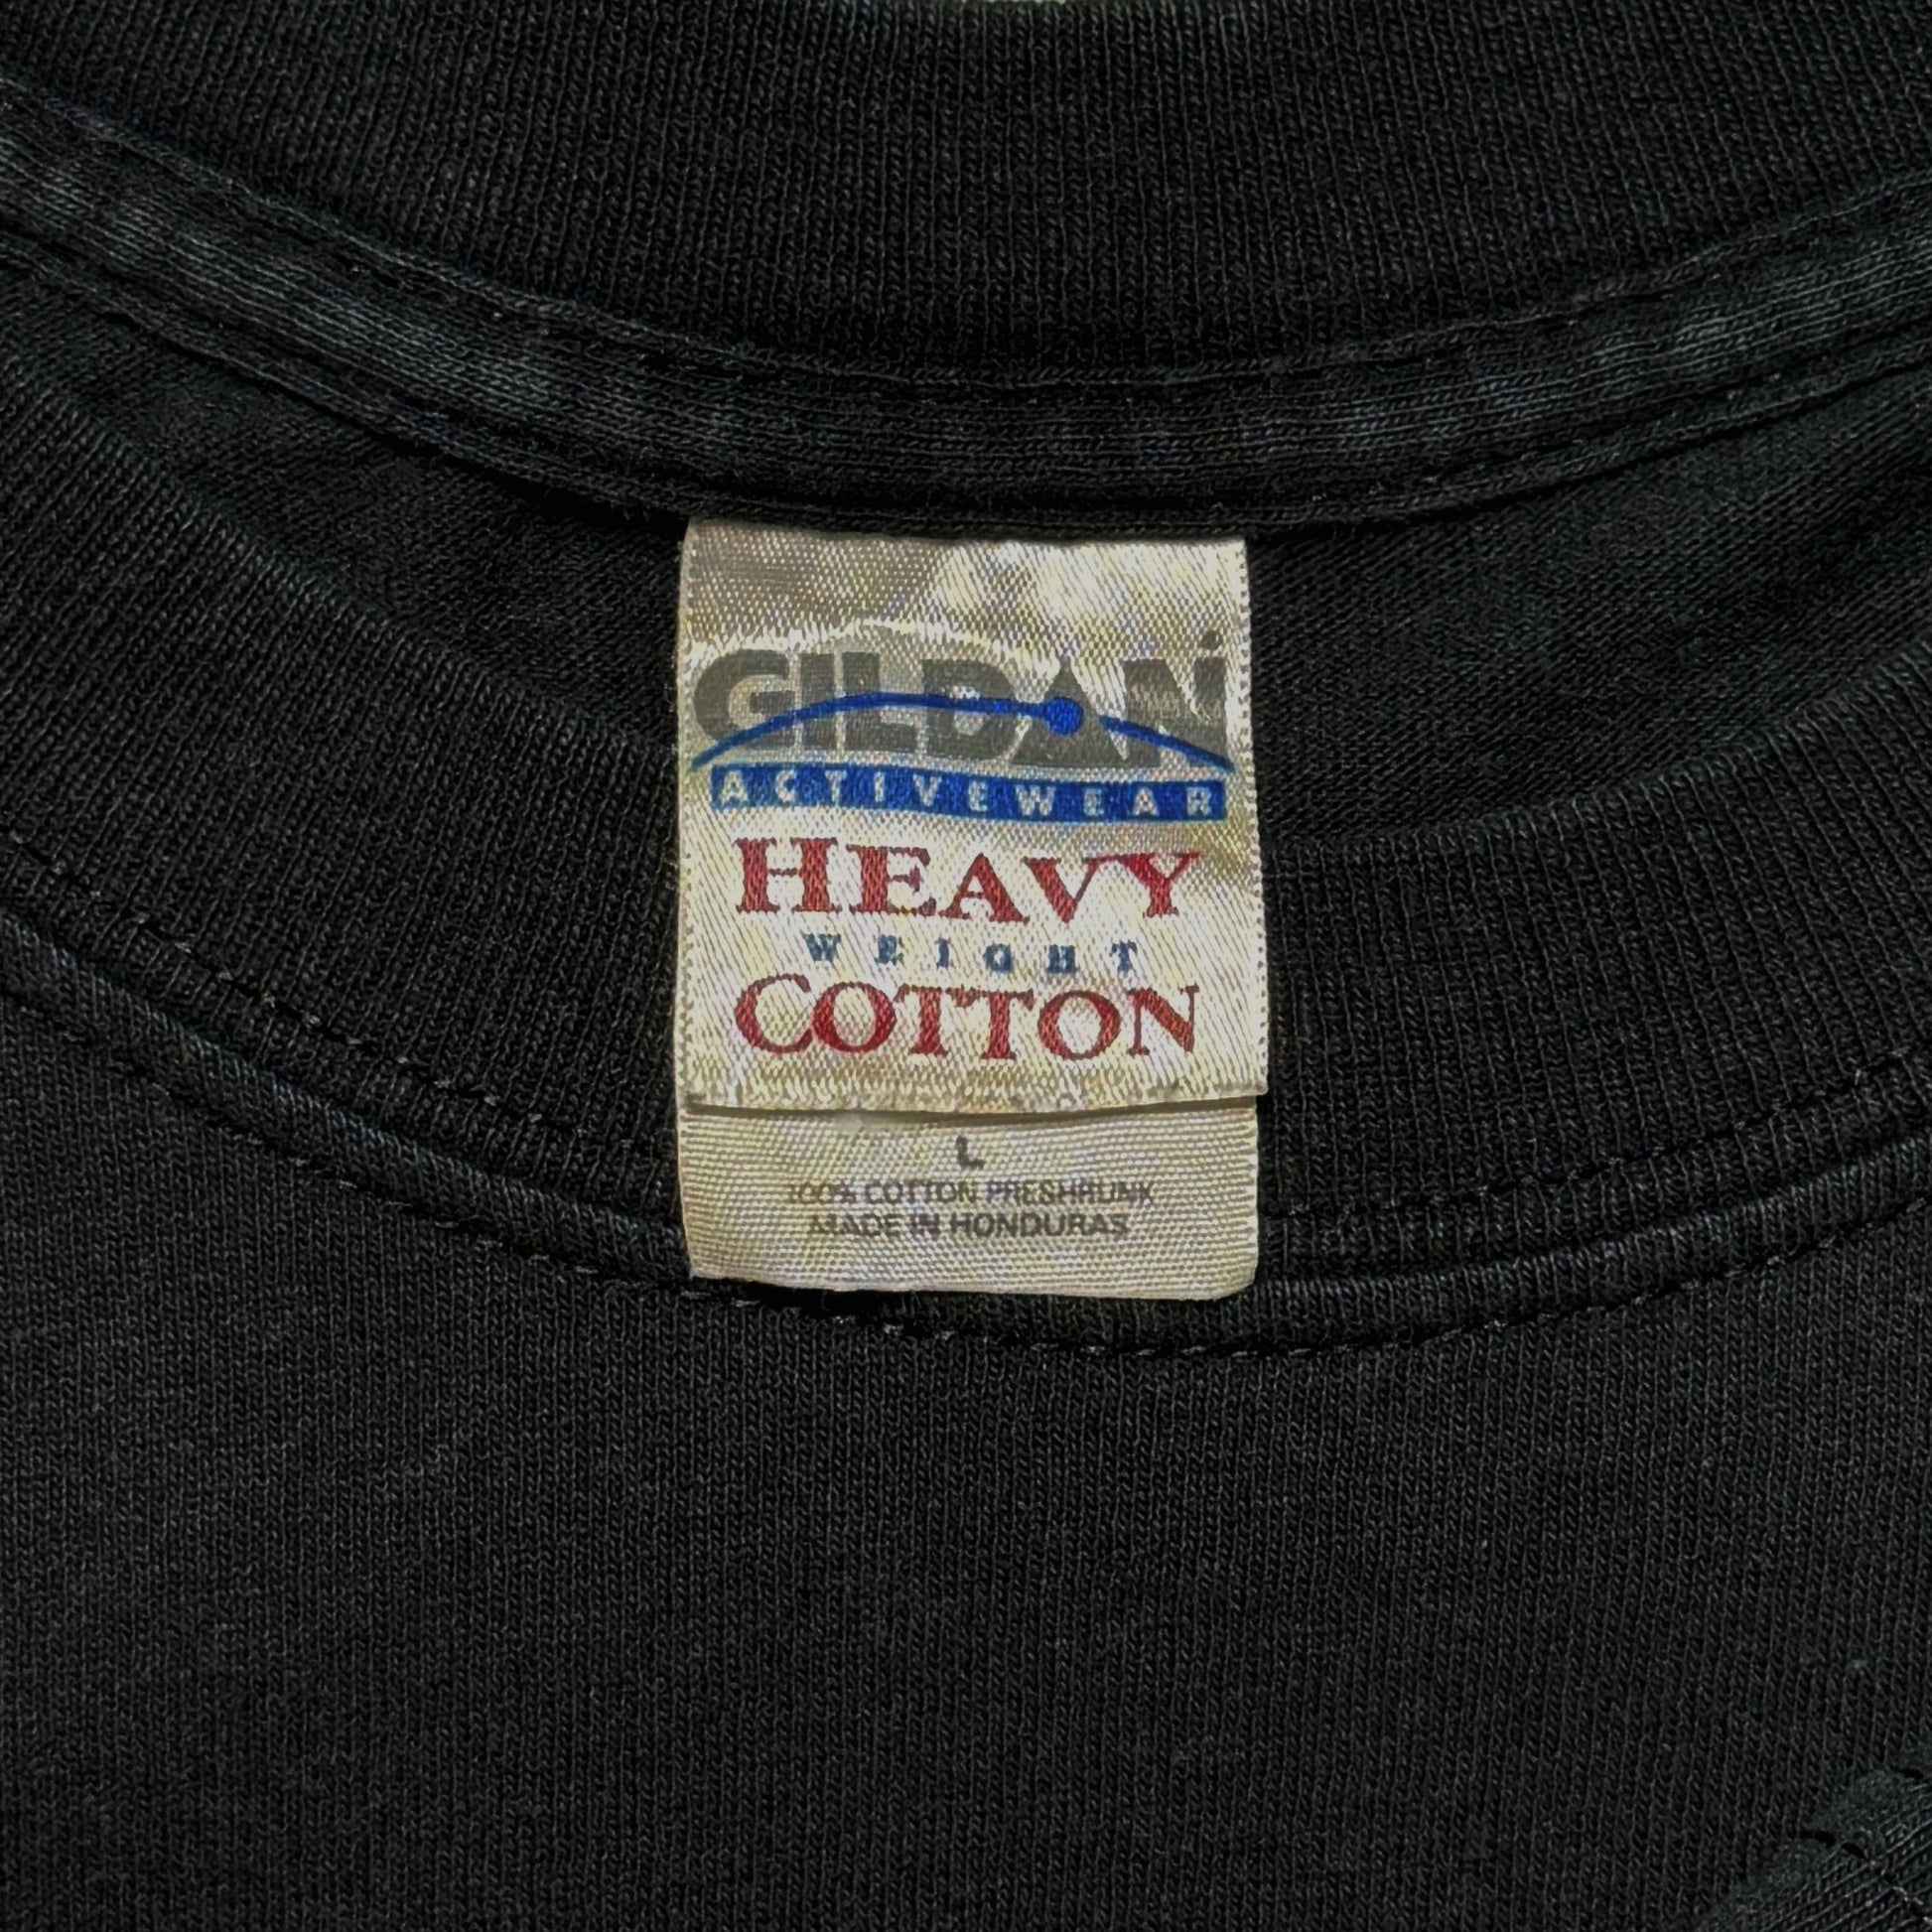 GILDAN
ACTIVEWEAR
HEAVY
WEIGHT
COTTON
L
100% COTTON PRESHRUNK
MADE IN HONDURAS